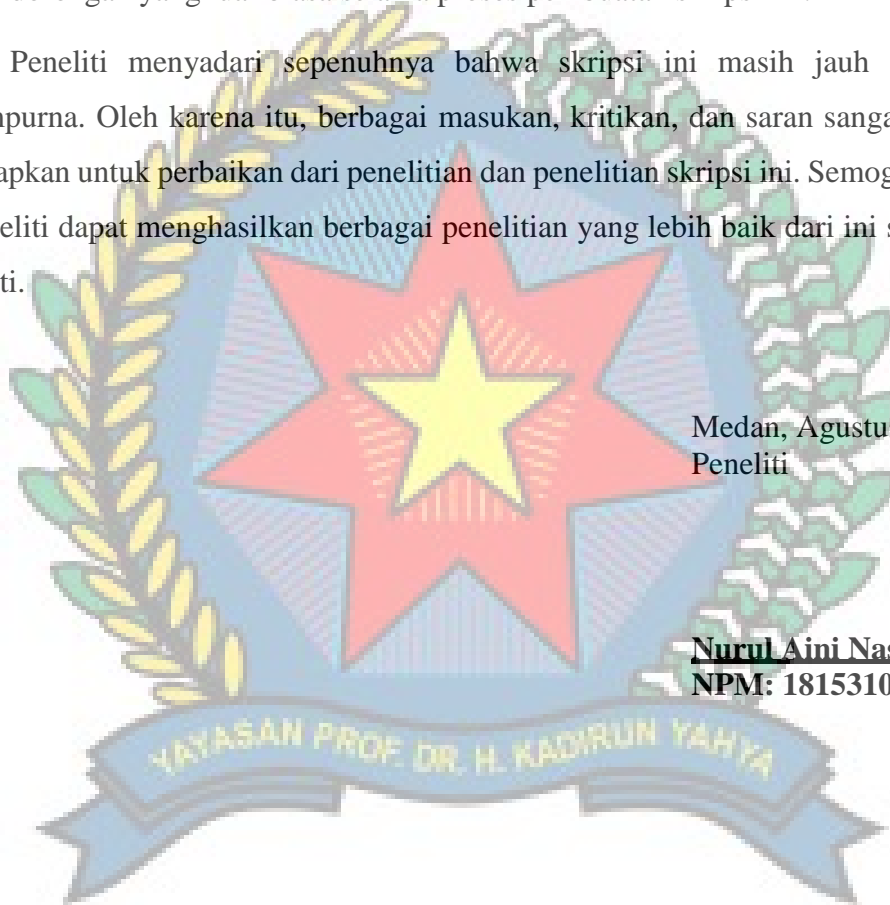 Peneliti menyadari sepenuhnya bahwa skripsi ini masih jauh
mpurna. Oleh karena itu, berbagai masukan, kritikan, dan saran sanga
apkan untuk perbaikan dari penelitian dan penelitian skripsi ini. Semog
eliti dapat menghasilkan berbagai penelitian yang lebih baik dari ini s
ti.
Medan, Agustu
Peneliti
Nurul Aini Nas
NPM: 1815310
YAYASAN PROF. DR. H. KADIRUN YAHYA